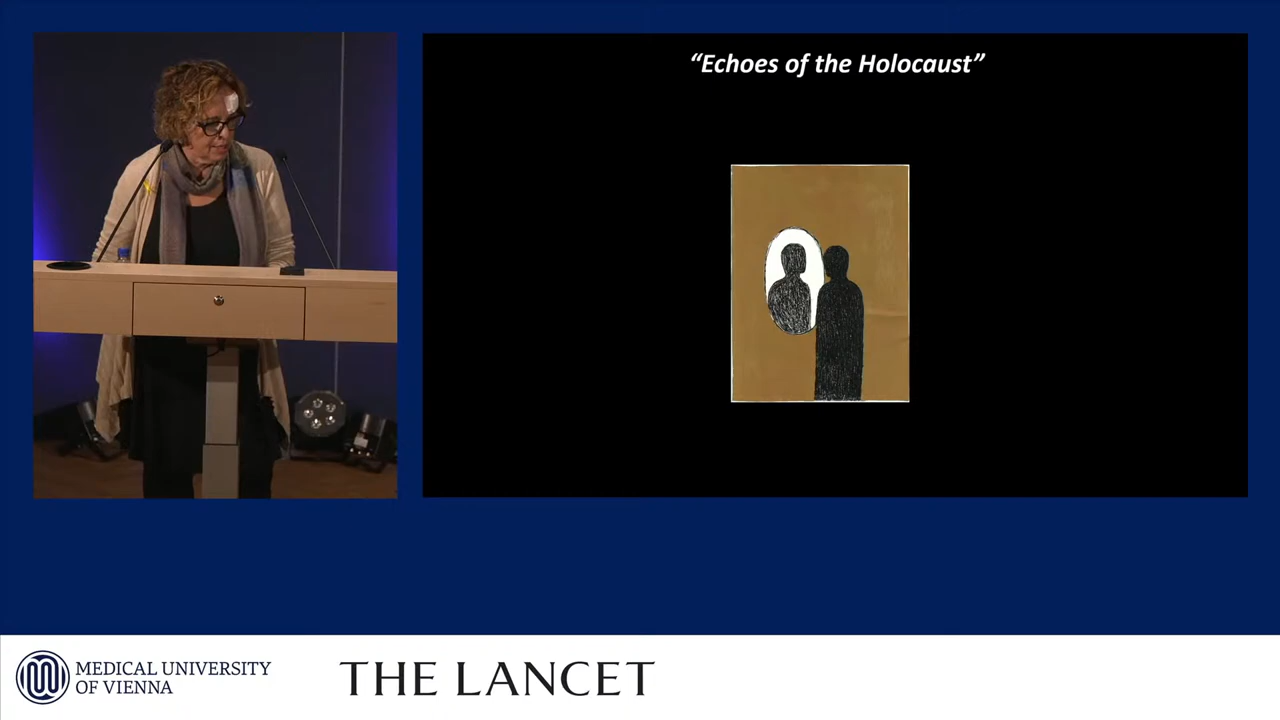 “Echoes of the Holocaust”
MEDICAL UNIVERSITY
OF VIENNA
THE LANCET